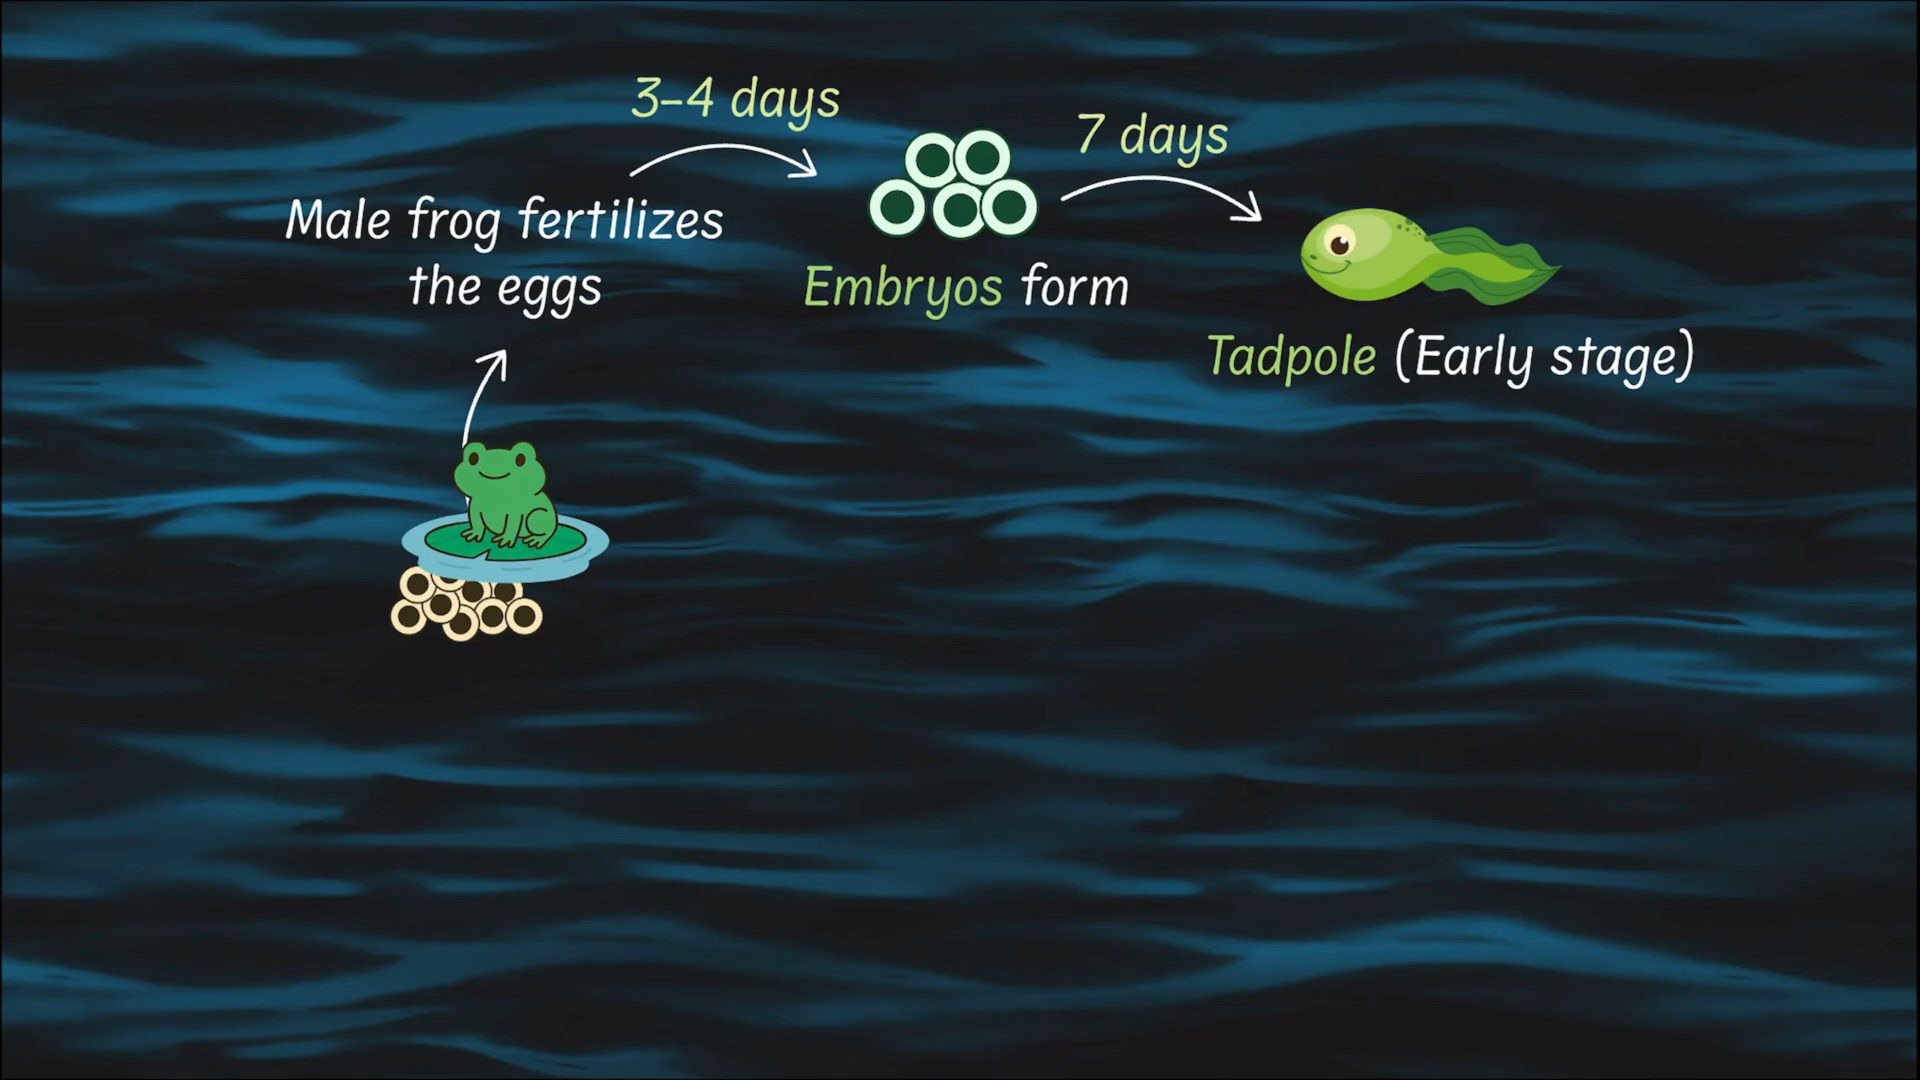 3–4 days
7 days
Male frog fertilizes
the eggs
Embryos form
Tadpole (Early stage)